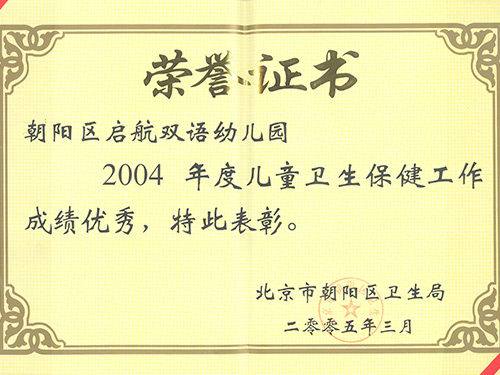 荣誉证书
朝阳区启航双语幼儿园
2004 年度儿童卫生保健工作
成绩优秀，特此表彰。
北京市朝阳区卫生局
二零零五年三月